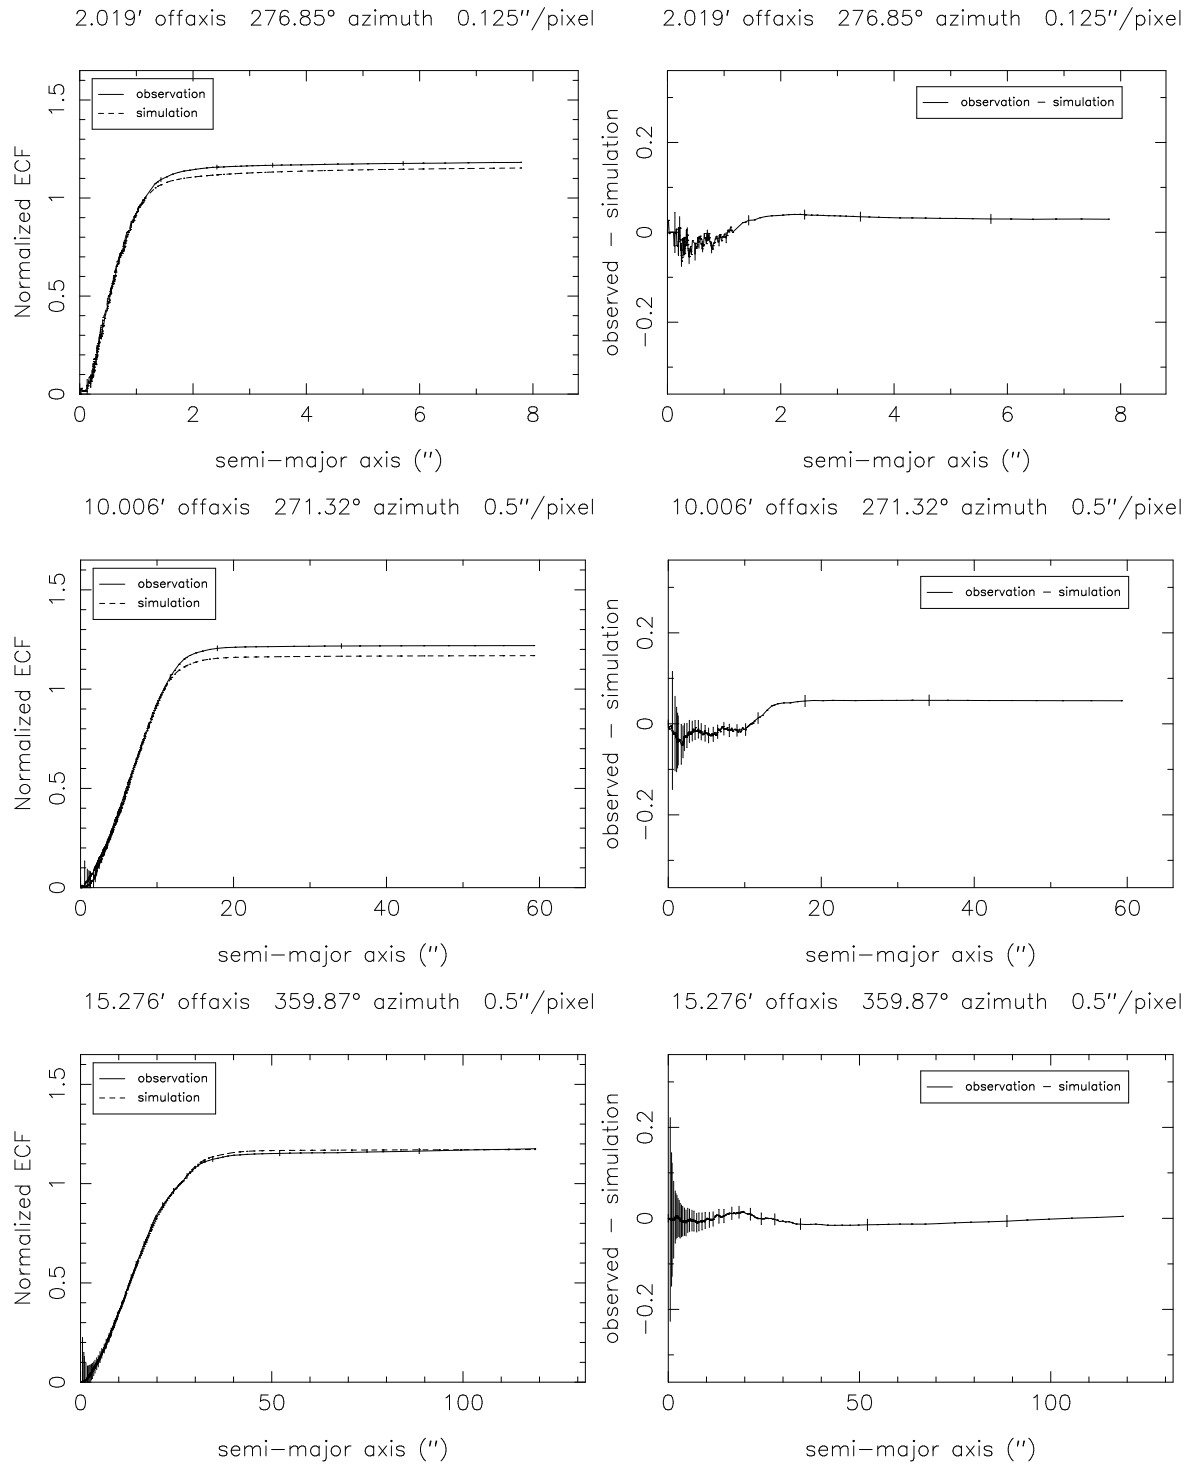 2.019′ offaxis 276.85° azimuth 0.125″/pixel
Normalized ECF
1.5
1
0.5
0
observation
simulation
0 2 4 6 8
semi−major axis (″)
2.019′ offaxis 276.85° azimuth 0.125″/pixel
observed − simulation
0.2
0
−0.2
observation − simulation
0 2 4 6 8
semi−major axis (″)
10.006′ offaxis 271.32° azimuth 0.5″/pixel
Normalized ECF
1.5
1
0.5
0
observation
simulation
0 20 40 60
semi−major axis (″)
10.006′ offaxis 271.32° azimuth 0.5″/pixel
observed − simulation
0.2
0
−0.2
observation − simulation
0 20 40 60
semi−major axis (″)
15.276′ offaxis 359.87° azimuth 0.5″/pixel
Normalized ECF
1.5
1
0.5
0
observation
simulation
0 50 100
semi−major axis (″)
15.276′ offaxis 359.87° azimuth 0.5″/pixel
observed − simulation
0.2
0
−0.2
observation − simulation
0 50 100
semi−major axis (″)